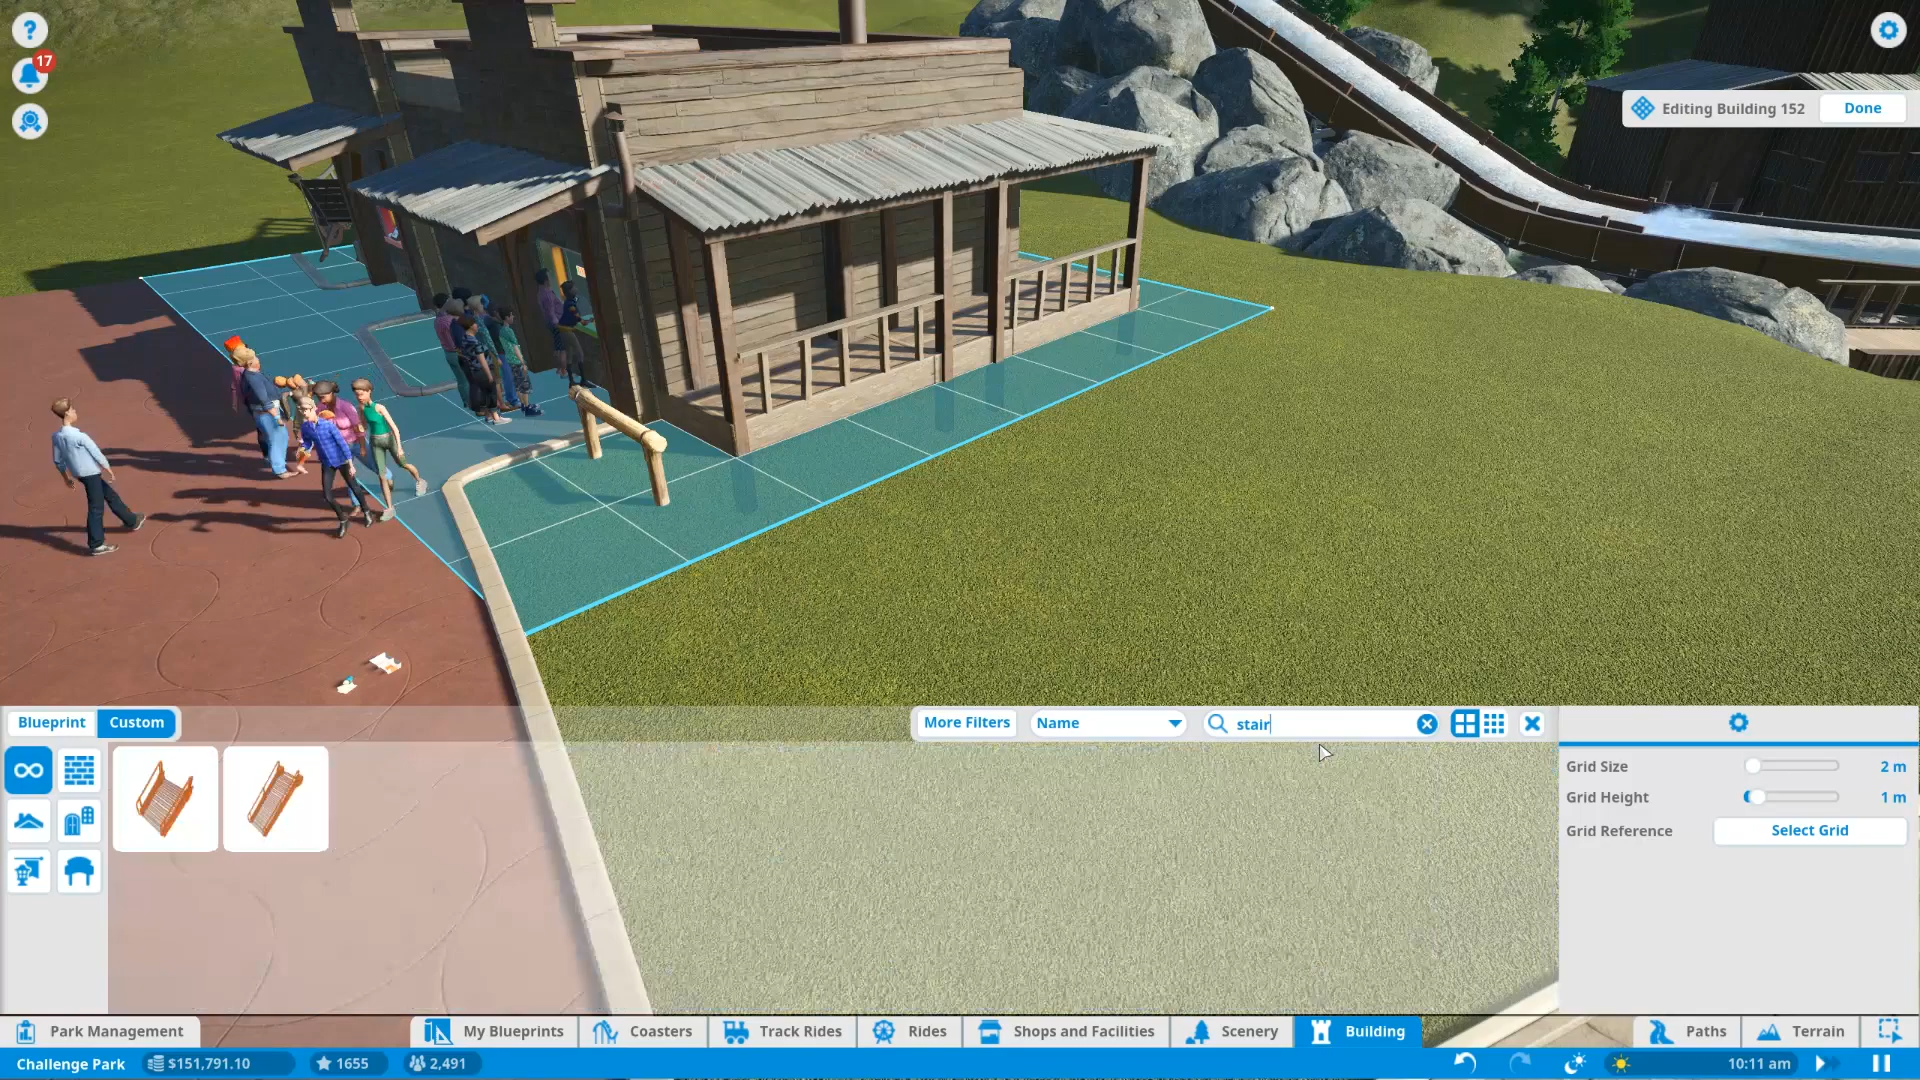 ?
17
Editing Building 152
Done
Blueprint
Custom
More Filters
Name
stair
Grid Size
2 m
Grid Height
1 m
Grid Reference
Select Grid
Park Management
My Blueprints
Coasters
Track Rides
Rides
Shops and Facilities
Scenery
Building
Paths
Terrain
Challenge Park
$151,791.10
1655
2,491
10:11 am